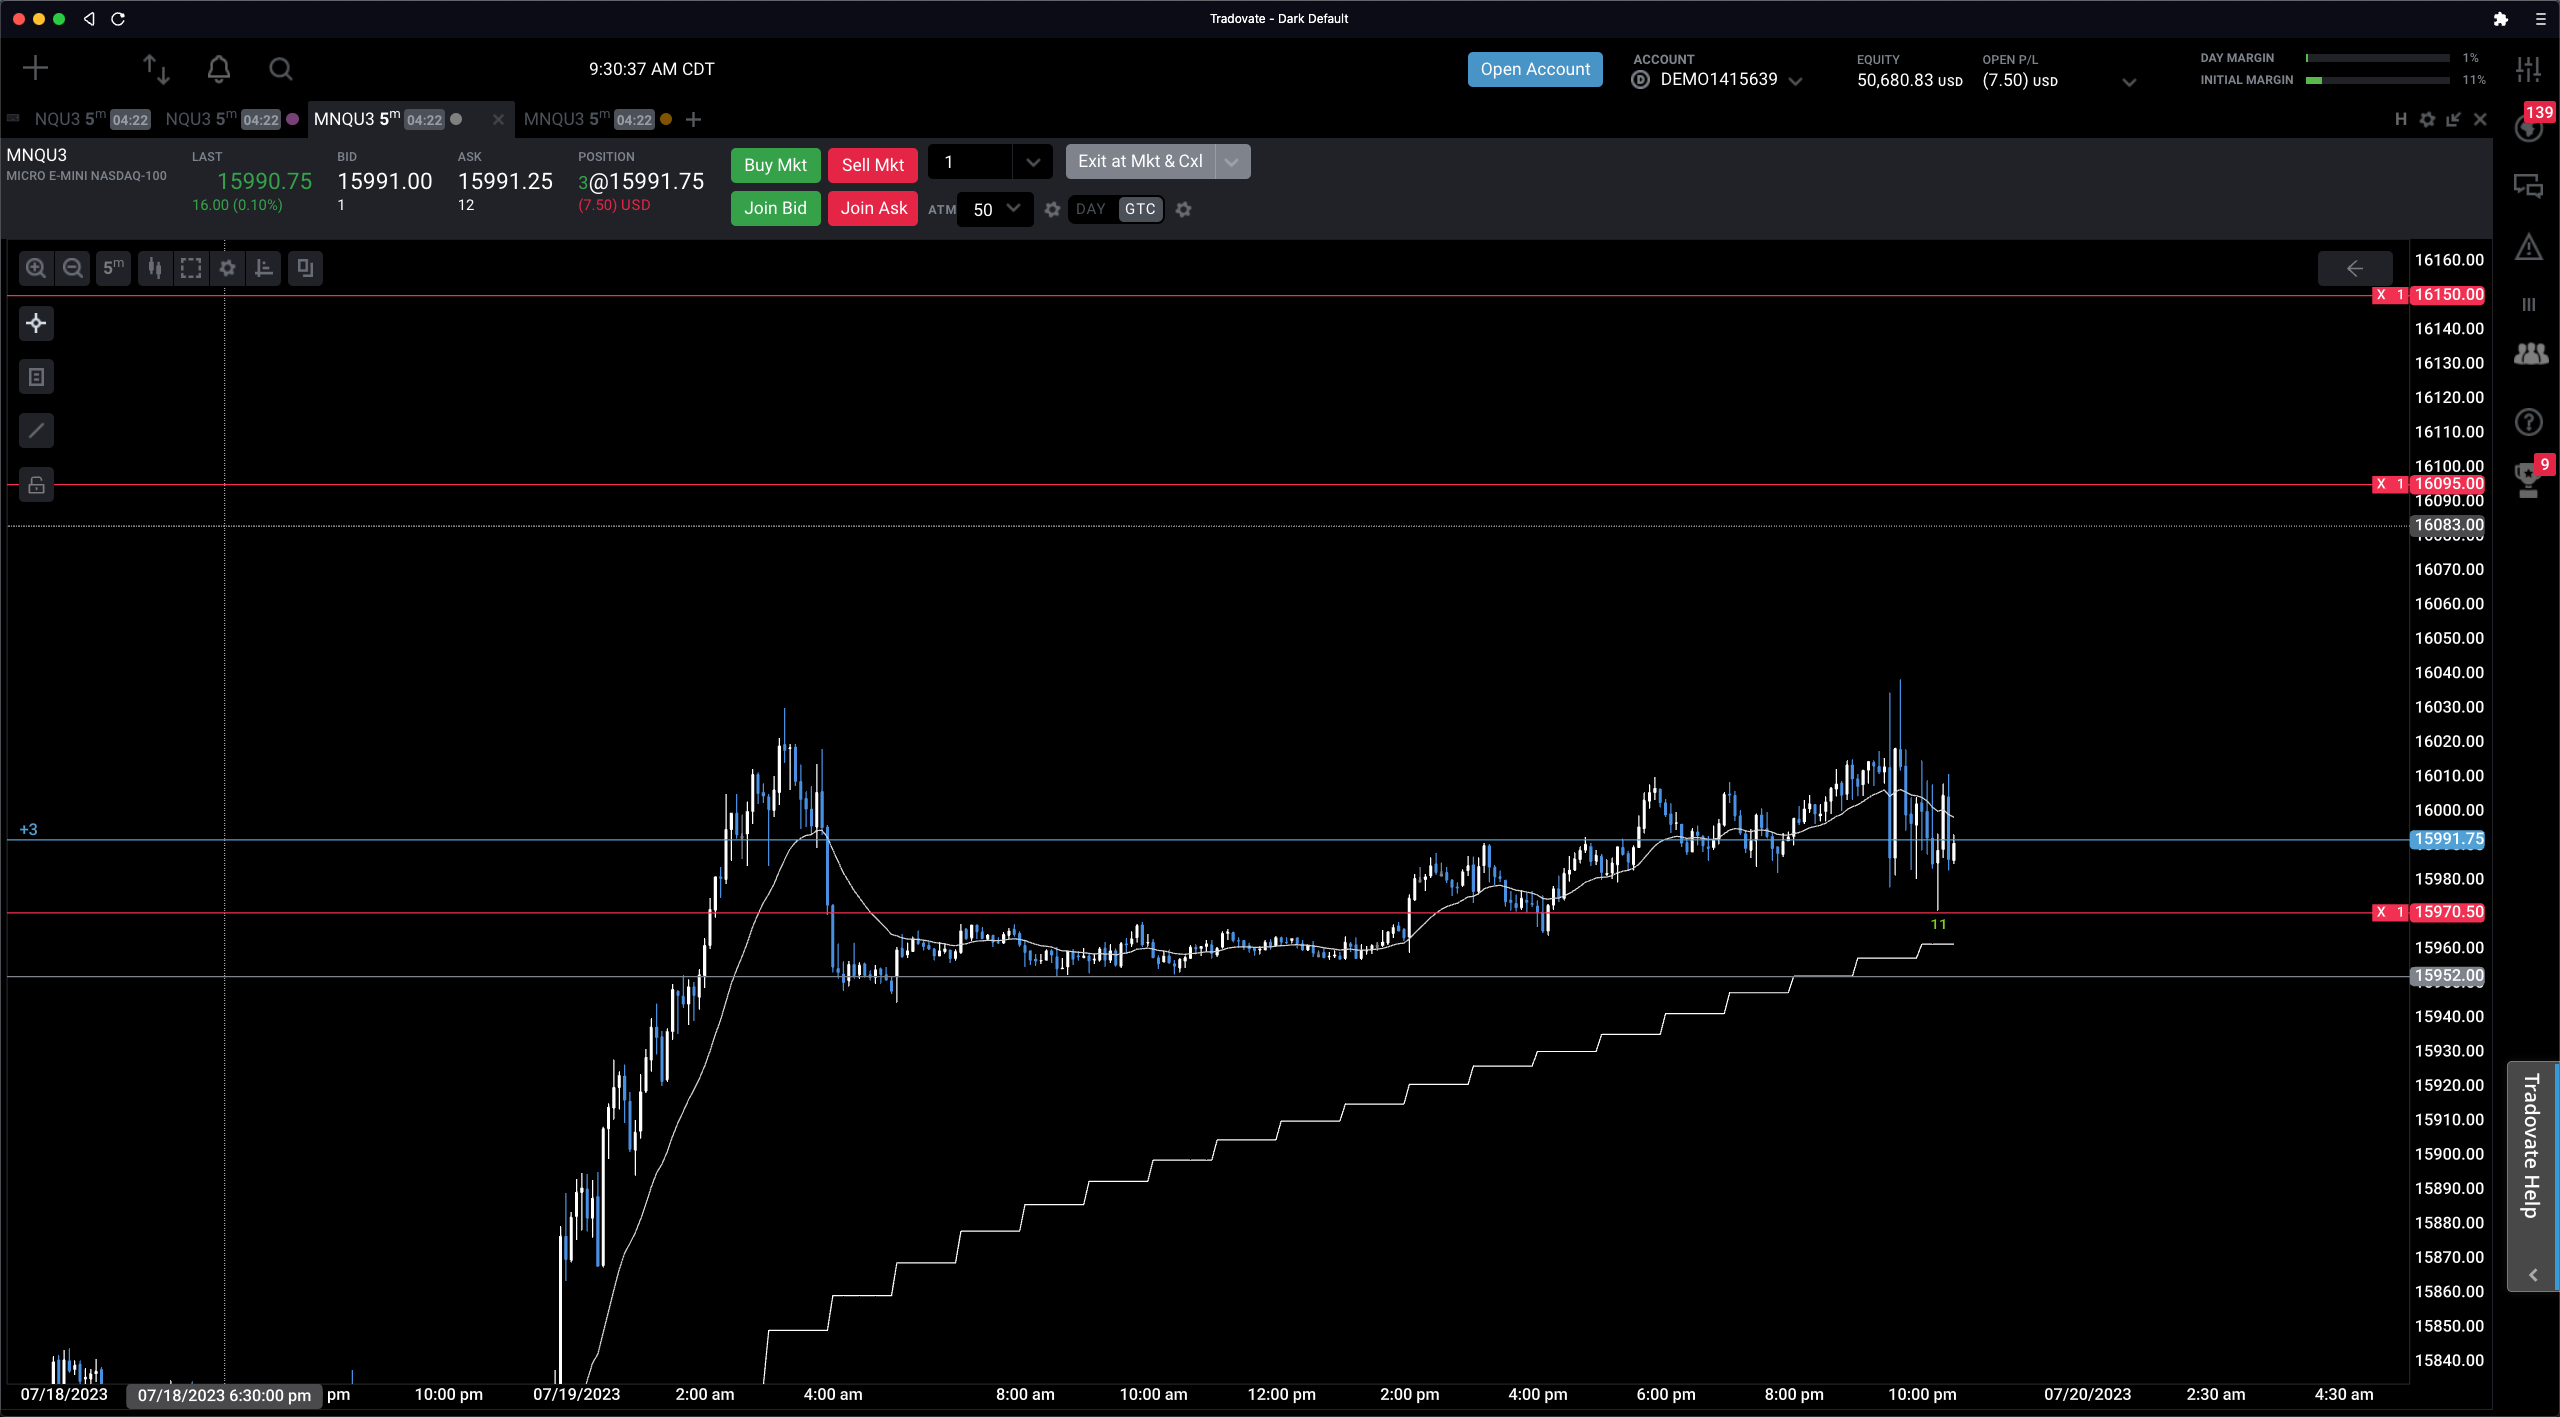 Tradovate - Dark Default
9:30:37 AM CDT
Open Account
ACCOUNT
D DEMO1415639
EQUITY
50,680.83 USD
OPEN P/L
(7.50) USD
DAY MARGIN 1%
INITIAL MARGIN 11%
139
NQU3 5m 04:22
NQU3 5m 04:22
MNQU3 5m 04:22
MNQU3 5m 04:22
H
MNQU3
MICRO E-MINI NASDAQ-100
LAST
15990.75
16.00 (0.10%)
BID
15991.00
1
ASK
15991.25
12
POSITION
3@15991.75
(7.50) USD
Buy Mkt
Sell Mkt
1
Exit at Mkt & Cxl
Join Bid
Join Ask
ATM 50
DAY GTC
5m
16160.00
X 1 16150.00
16140.00
16130.00
16120.00
16110.00
16100.00
X 1 16095.00
16090.00
16083.00
16070.00
16060.00
16050.00
16040.00
16030.00
16020.00
16010.00
16000.00
+3
15991.75
15980.00
X 1 15970.50
11
15960.00
15952.00
15940.00
15930.00
15920.00
15910.00
15900.00
15890.00
15880.00
15870.00
15860.00
15850.00
15840.00
9
Tradovate Help
07/18/2023 07/18/2023 6:30:00 pm pm 10:00 pm 07/19/2023 2:00 am 4:00 am 8:00 am 10:00 am 12:00 pm 2:00 pm 4:00 pm 6:00 pm 8:00 pm 10:00 pm 07/20/2023 2:30 am 4:30 am